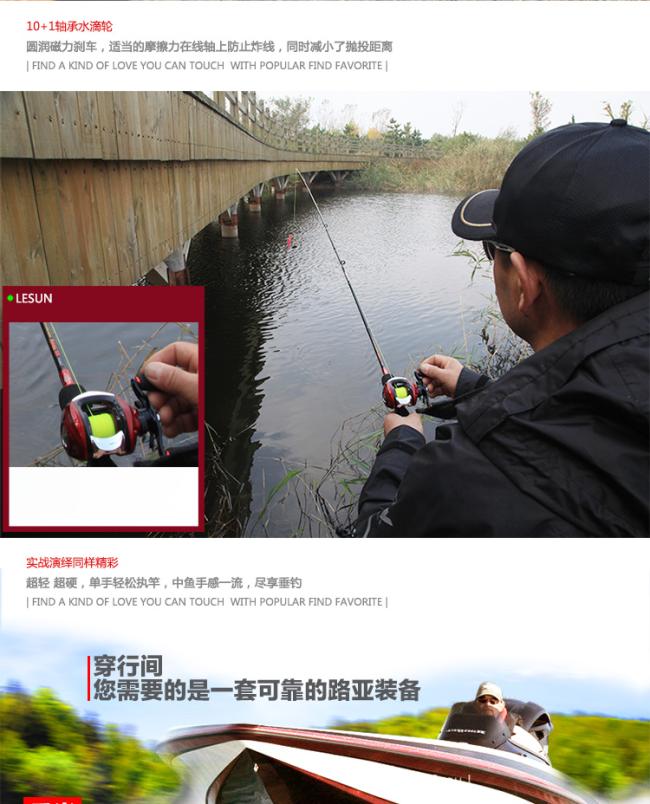 10+1轴承水滴轮
圆润磁力刹车，适当的摩擦力在线轴上防止炸线，同时减小了抛投距离
| FIND A KIND OF LOVE YOU CAN TOUCH WITH POPULAR FIND FAVORITE |
LESUN
实战演绎同样精彩
超轻 超硬，单手轻松执竿，中鱼手感一流，尽享垂钓
| FIND A KIND OF LOVE YOU CAN TOUCH WITH POPULAR FIND FAVORITE |
穿行间
您需要的是一套可靠的路亚装备